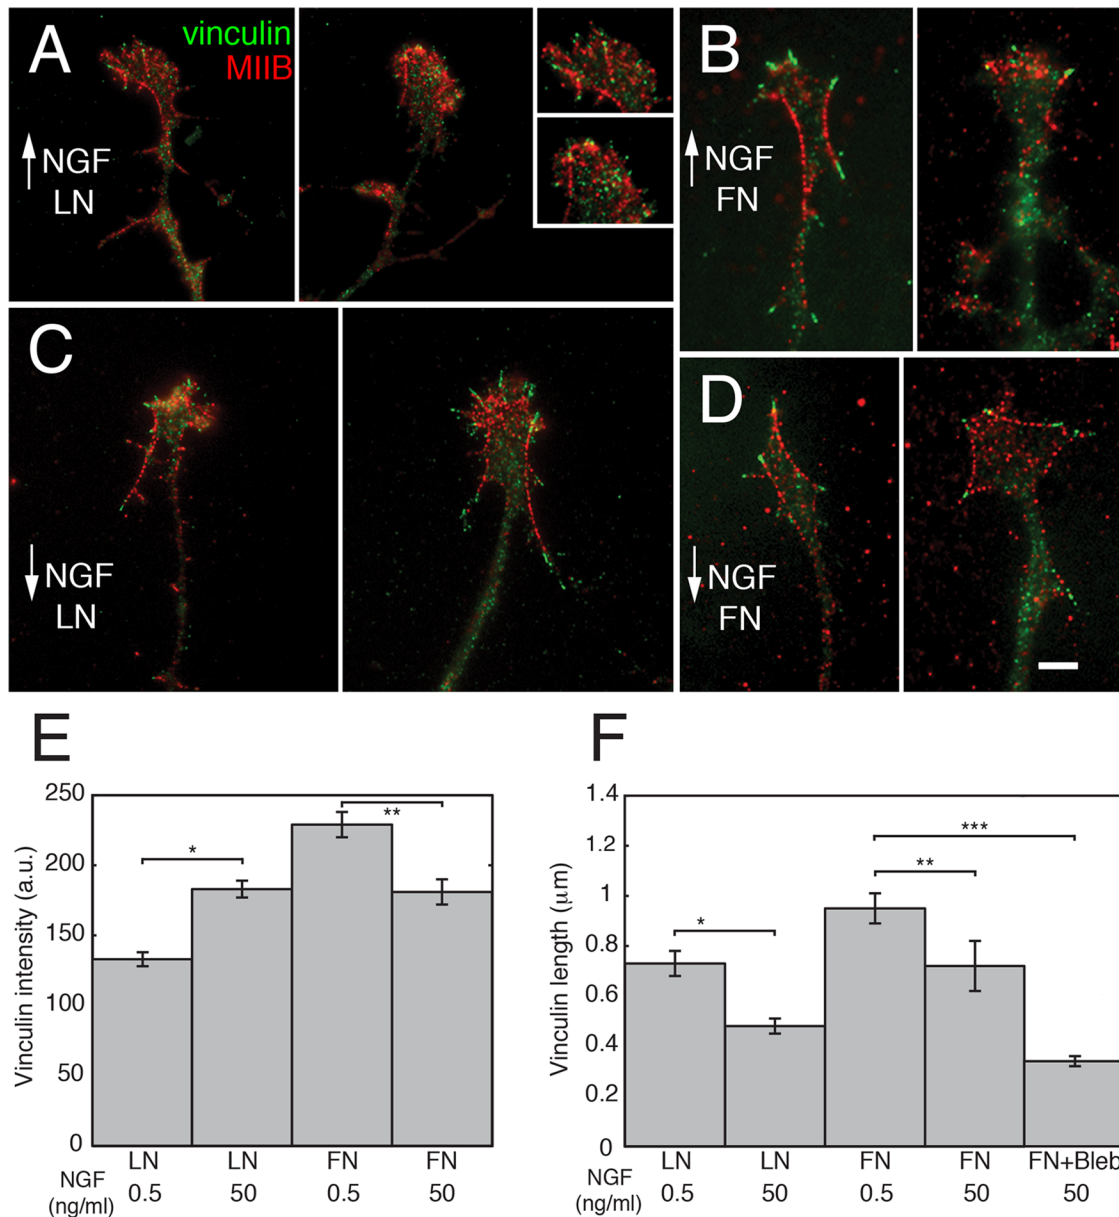 A
vinculin
MIIB
↑ NGF
LN
B
↑ NGF
FN
C
↓ NGF
LN
D
↓ NGF
FN
E
Vinculin intensity (a.u.)
250
200
150
100
50
0
*
**
LN LN FN FN
NGF
(ng/ml)
0.5 50 0.5 50
F
Vinculin length (μm)
1.4
1.2
1
0.8
0.6
0.4
0.2
0
*
**
***
LN LN FN FN FN+Bleb
NGF
(ng/ml)
0.5 50 0.5 50 50